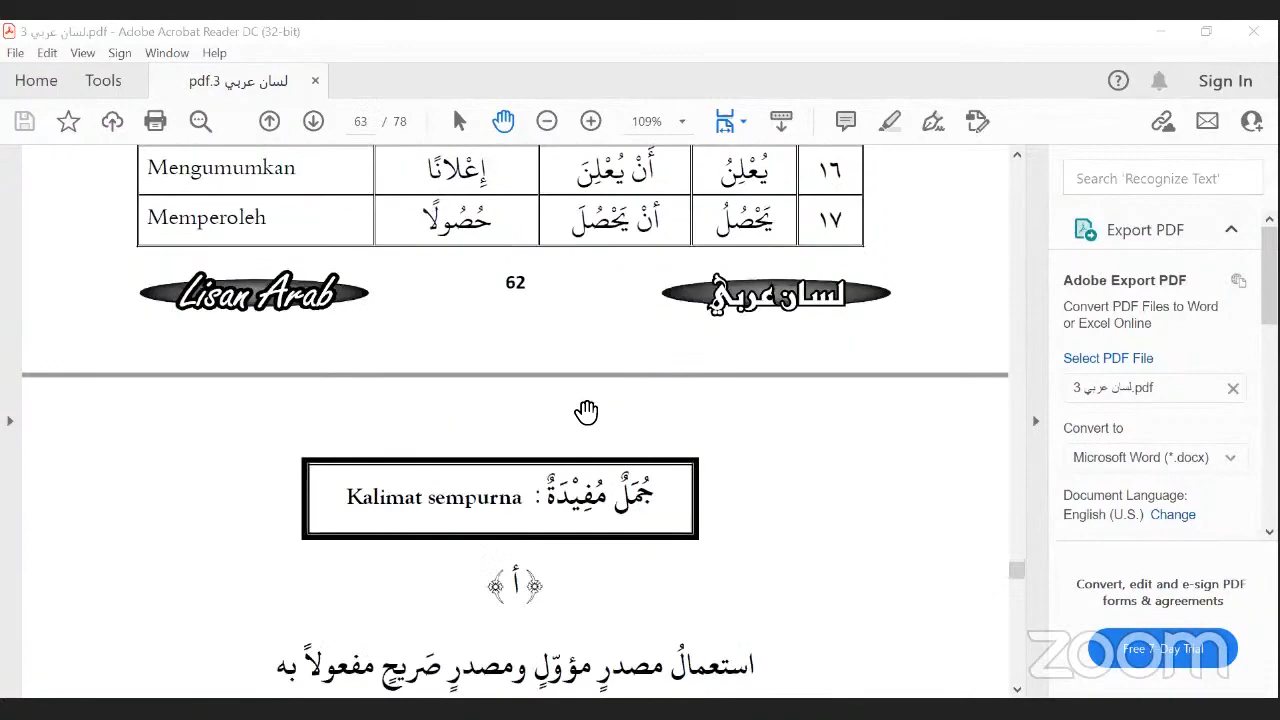 لسان عربي 3.pdf - Adobe Acrobat Reader DC (32-bit)
File Edit View Sign Window Help
Home Tools لسان عربي 3.pdf × Sign In
63 / 78 109%
Mengumumkan إِعْلانًا أَنْ يُعْلِنَ يُعْلِنُ ١٦
Memperoleh حُصُولًا أنْ يَحْصُلَ يَحْصُلُ ١٧
Lisan Arab 62 لسان عربي
جُمَلٌ مُفِيْدَةٌ : Kalimat sempurna
﴿ أ ﴾
استعمالُ مصدرٍ مؤوّلٍ ومصدرٍ صَريحٍ مفعولاً به
Search 'Recognize Text'
Export PDF
Adobe Export PDF
Convert PDF Files to Word
or Excel Online
Select PDF File
لسان عربي 3.pdf
Convert to
Microsoft Word (*.docx)
Document Language:
English (U.S.) Change
Convert, edit and e-sign PDF
forms & agreements
Free 7-Day Trial
zoom